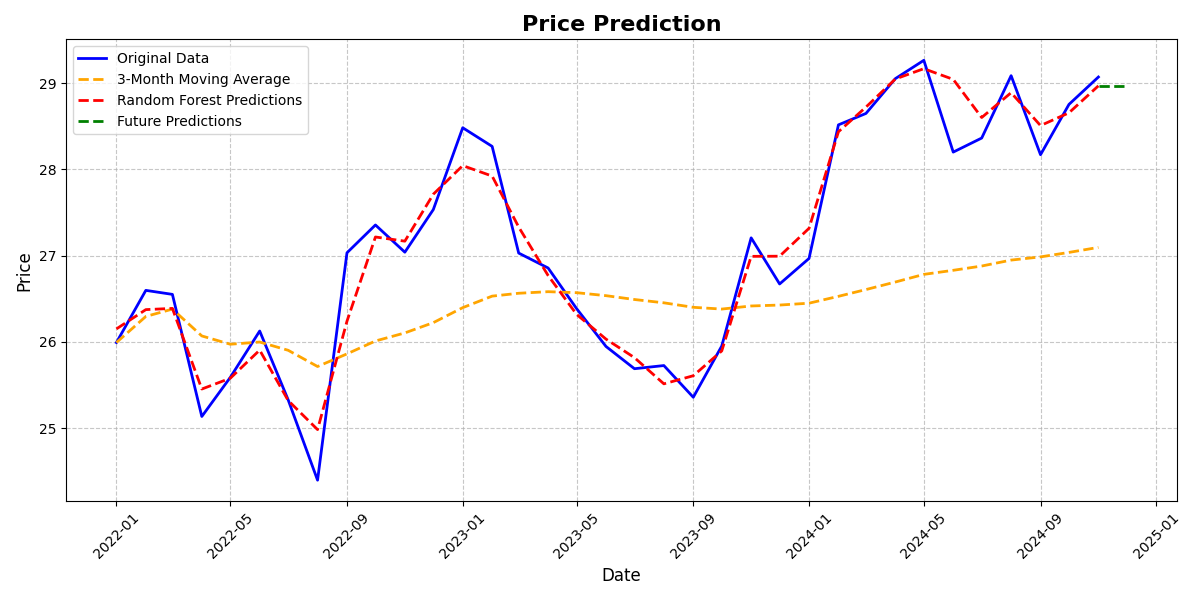 Price Prediction
Original Data
3-Month Moving Average
Random Forest Predictions
Future Predictions
Price
29
28
27
26
25
2022-01
2022-05
2022-09
2023-01
2023-05
2023-09
2024-01
2024-05
2024-09
2025-01
Date